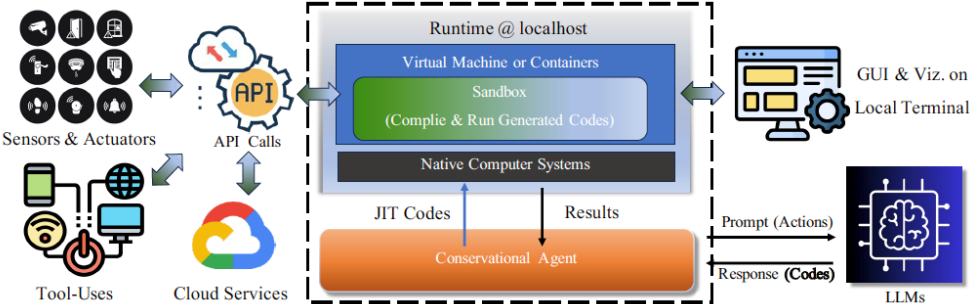 Runtime @ localhost
Virtual Machine or Containers
Sandbox
(Complie & Run Generated Codes)
Native Computer Systems
JIT Codes
Results
Conservational Agent
Sensors & Actuators
API
API Calls
Tool-Uses
Cloud Services
GUI & Viz. on
Local Terminal
Prompt (Actions)
Response (Codes)
LLMs